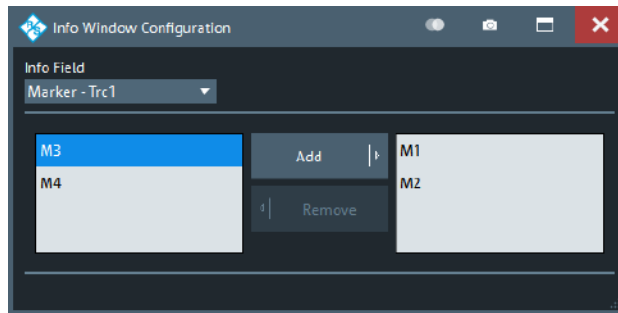 Info Window Configuration
Info Field
Marker - Trc1
M3
M4
Add
Remove
M1
M2